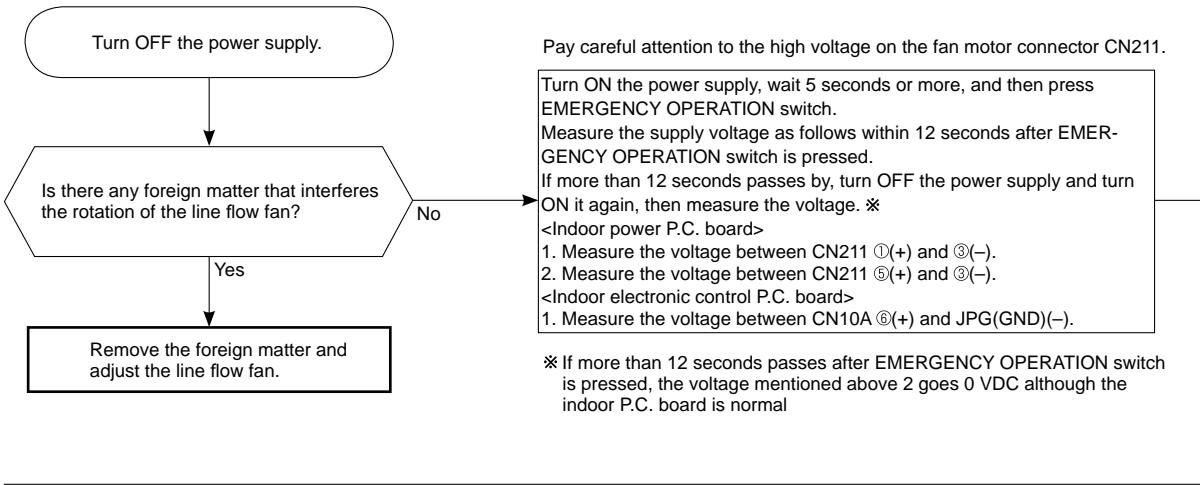 Turn OFF the power supply.
Is there any foreign matter that interferes
the rotation of the line flow fan?
No
Yes
Remove the foreign matter and
adjust the line flow fan.
Pay careful attention to the high voltage on the fan motor connector CN211.
Turn ON the power supply, wait 5 seconds or more, and then press
EMERGENCY OPERATION switch.
Measure the supply voltage as follows within 12 seconds after EMER-
GENCY OPERATION switch is pressed.
If more than 12 seconds passes by, turn OFF the power supply and turn
ON it again, then measure the voltage. ※
<Indoor power P.C. board>
1. Measure the voltage between CN211 ①(+) and ③(–).
2. Measure the voltage between CN211 ⑤(+) and ③(–).
<Indoor electronic control P.C. board>
1. Measure the voltage between CN10A ⑥(+) and JPG(GND)(–).
※ If more than 12 seconds passes after EMERGENCY OPERATION switch
is pressed, the voltage mentioned above 2 goes 0 VDC although the
indoor P.C. board is normal